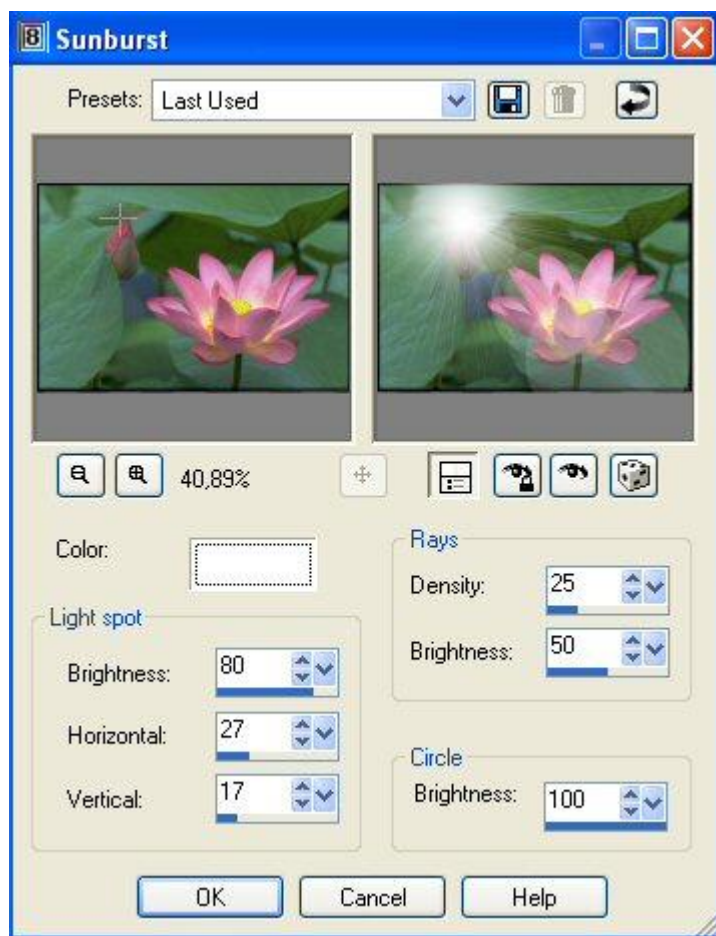 8 Sunburst
Presets: Last Used
40,89%
Color:
Rays
Density: 25
Brightness: 50
Light spot
Brightness: 80
Horizontal: 27
Vertical: 17
Circle
Brightness: 100
OK Cancel Help